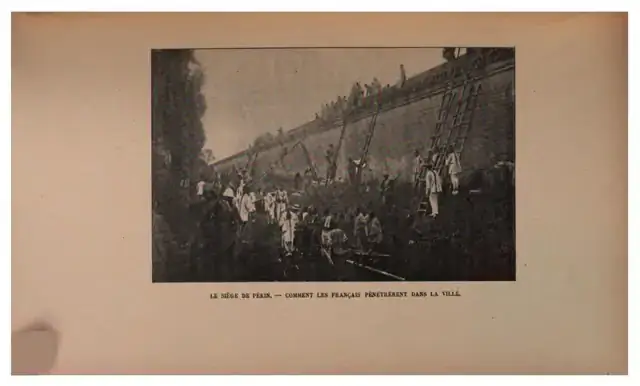 LE SIÈGE DE PÉKIN. — COMMENT LES FRANÇAIS PÉNÉTRÈRENT DANS LA VILLE.